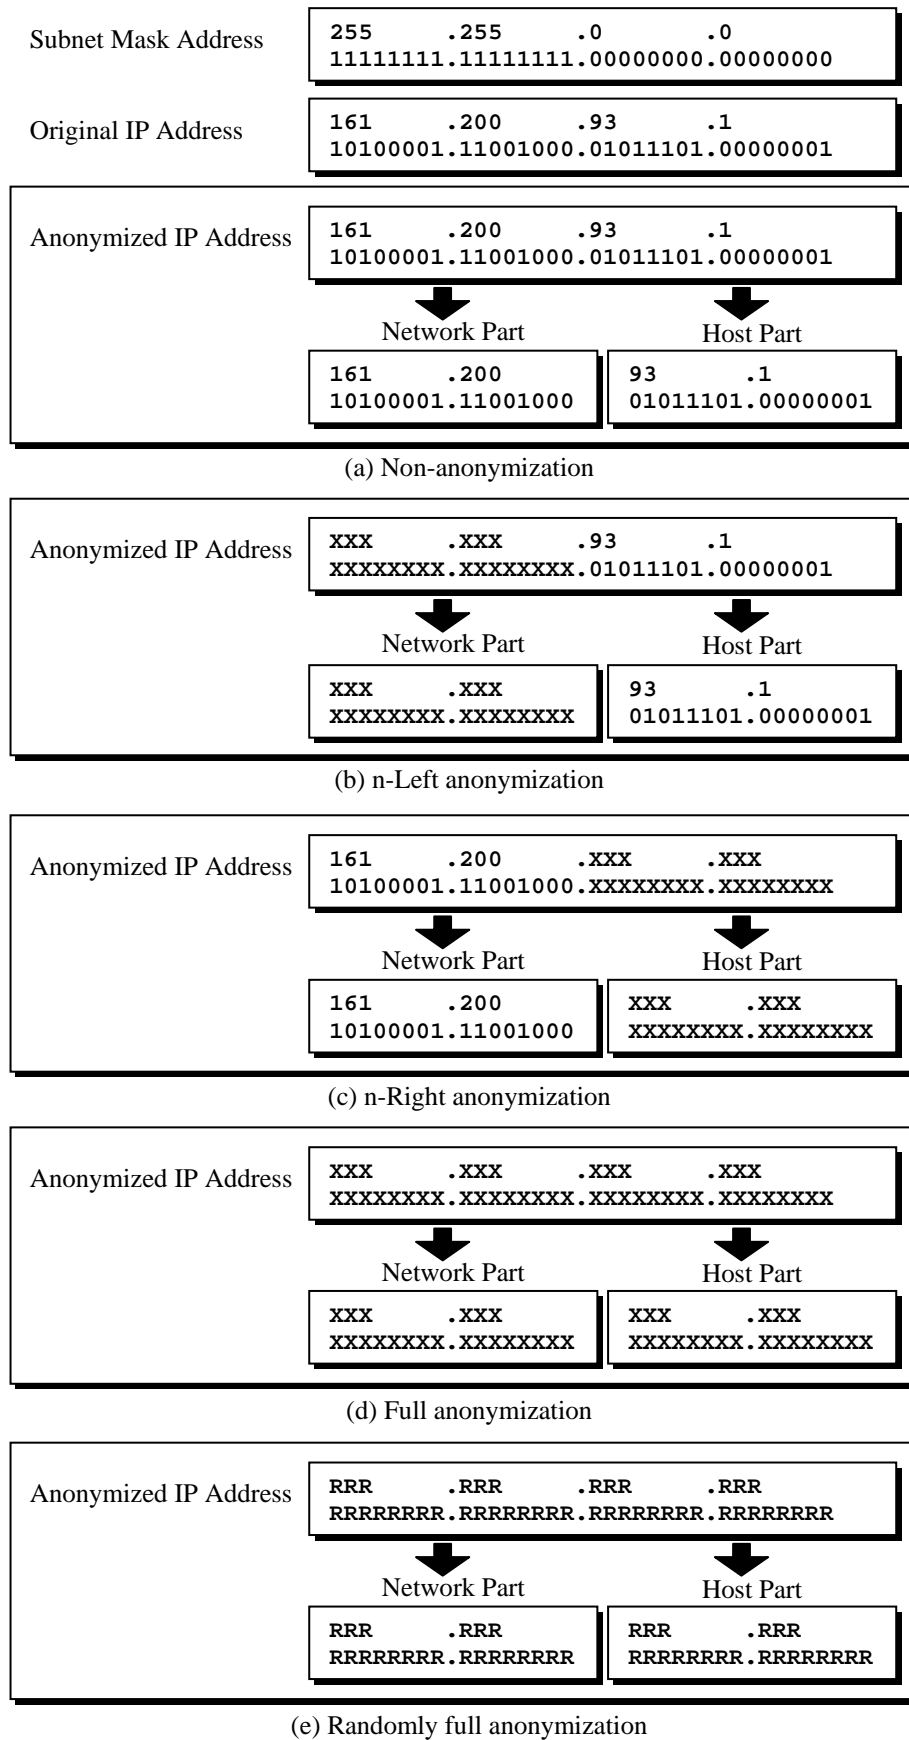 Subnet Mask Address
255 .255 .0 .0
11111111.11111111.00000000.00000000
Original IP Address
161 .200 .93 .1
10100001.11001000.01011101.00000001
Anonymized IP Address
161 .200 .93 .1
10100001.11001000.01011101.00000001
Network Part
Host Part
161 .200
10100001.11001000
93 .1
01011101.00000001
(a) Non-anonymization
Anonymized IP Address
XXX .XXX .93 .1
XXXXXXXX.XXXXXXXX.01011101.00000001
Network Part
Host Part
XXX .XXX
XXXXXXXX.XXXXXXXX
93 .1
01011101.00000001
(b) n-Left anonymization
Anonymized IP Address
161 .200 .XXX .XXX
10100001.11001000.XXXXXXXX.XXXXXXXX
Network Part
Host Part
161 .200
10100001.11001000
XXX .XXX
XXXXXXXX.XXXXXXXX
(c) n-Right anonymization
Anonymized IP Address
XXX .XXX .XXX .XXX
XXXXXXXX.XXXXXXXX.XXXXXXXX.XXXXXXXX
Network Part
Host Part
XXX .XXX
XXXXXXXX.XXXXXXXX
XXX .XXX
XXXXXXXX.XXXXXXXX
(d) Full anonymization
Anonymized IP Address
RRR .RRR .RRR .RRR
RRRRRRRR.RRRRRRRR.RRRRRRRR.RRRRRRRR
Network Part
Host Part
RRR .RRR
RRRRRRRR.RRRRRRRR
RRR .RRR
RRRRRRRR.RRRRRRRR
(e) Randomly full anonymization